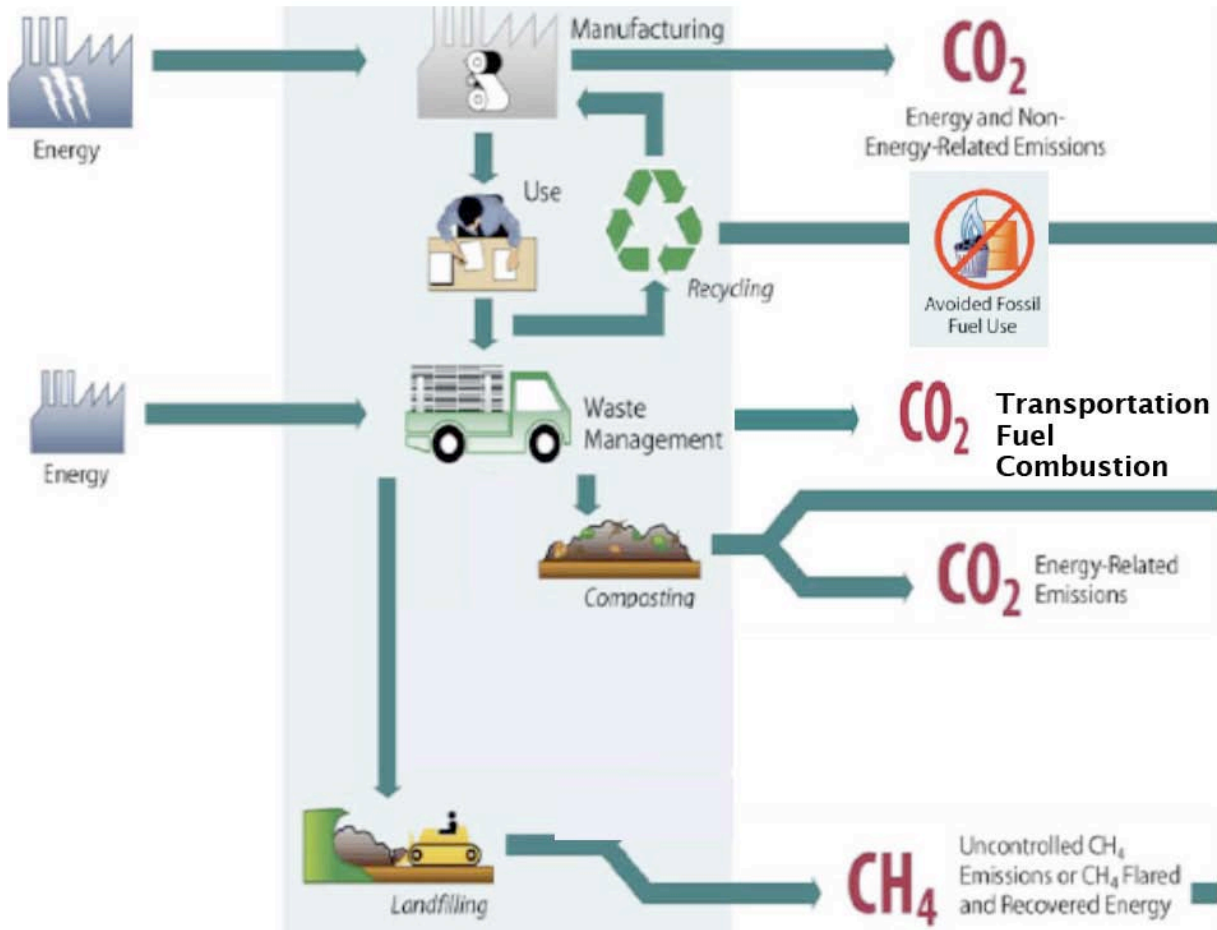 Manufacturing
CO₂
Energy and Non-
Energy-Related Emissions
Energy
Use
Recycling
Avoided Fossil
Fuel Use
Energy
Waste
Management
CO₂
Transportation
Fuel
Combustion
Composting
CO₂
Energy-Related
Emissions
Landfilling
CH₄
Uncontrolled CH₄
Emissions or CH₄ Flared
and Recovered Energy